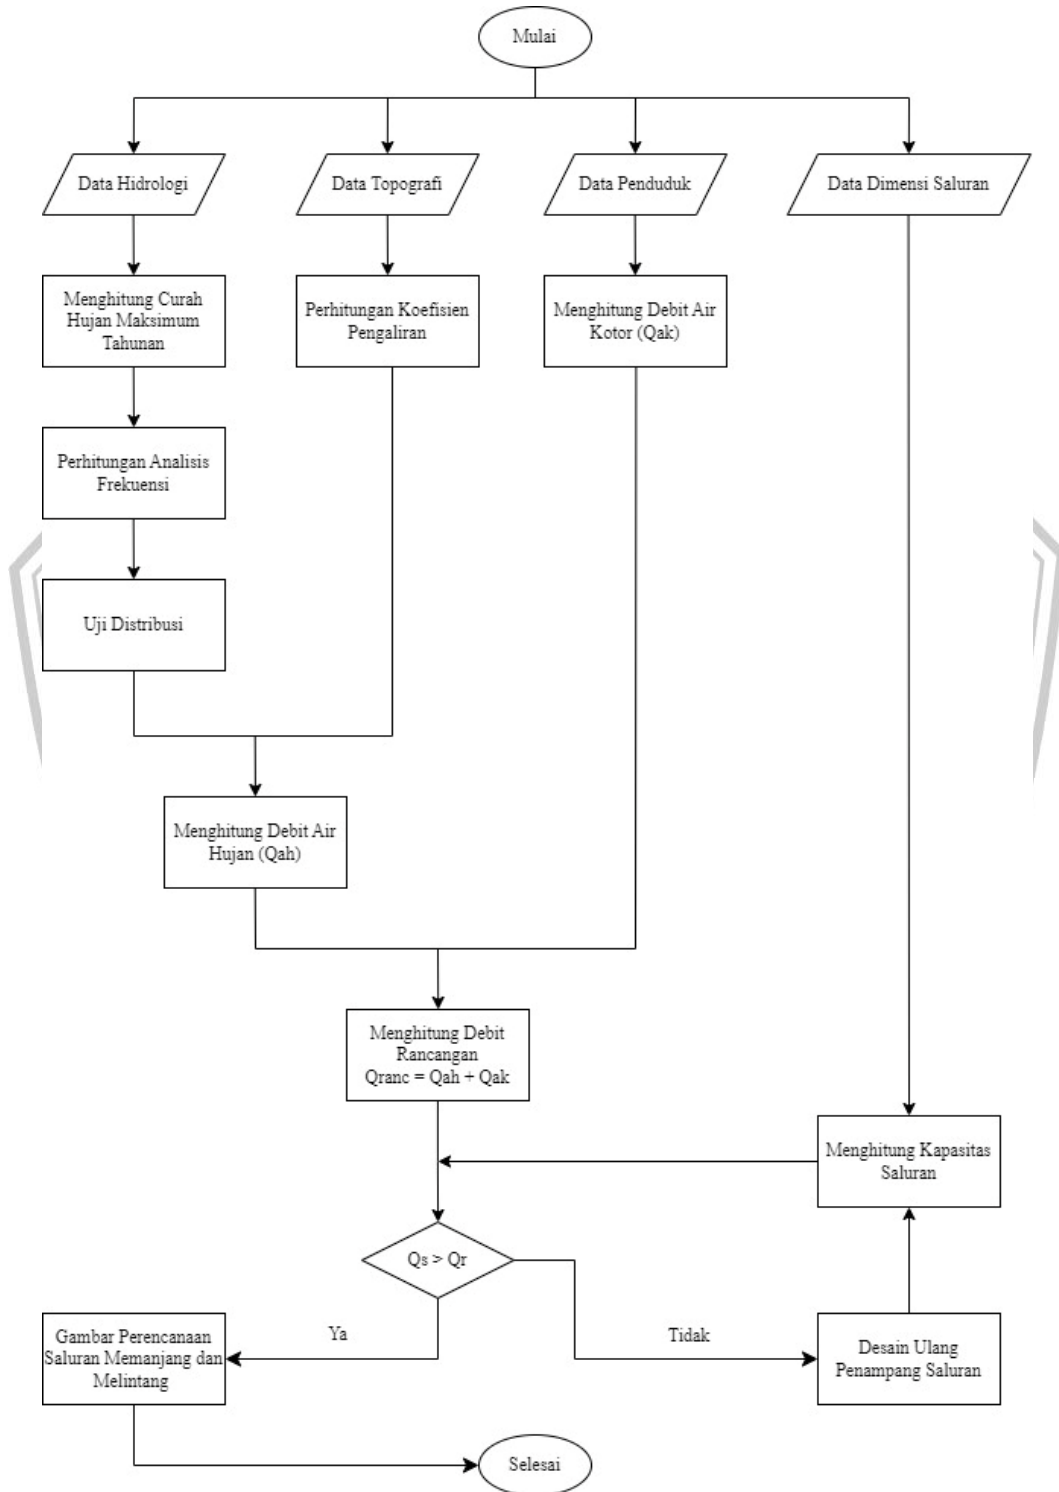 Mulai
Data Hidrologi
Data Topografi
Data Penduduk
Data Dimensi Saluran
Menghitung Curah
Hujan Maksimum
Tahunan
Perhitungan Koefisien
Pengaliran
Menghitung Debit Air
Kotor (Qak)
Perhitungan Analisis
Frekuensi
Uji Distribusi
Menghitung Debit Air
Hujan (Qah)
Menghitung Debit
Rancangan
Qranc = Qah + Qak
Menghitung Kapasitas
Saluran
Qs > Qr
Ya
Tidak
Gambar Perencanaan
Saluran Memanjang dan
Melintang
Desain Ulang
Penampang Saluran
Selesai